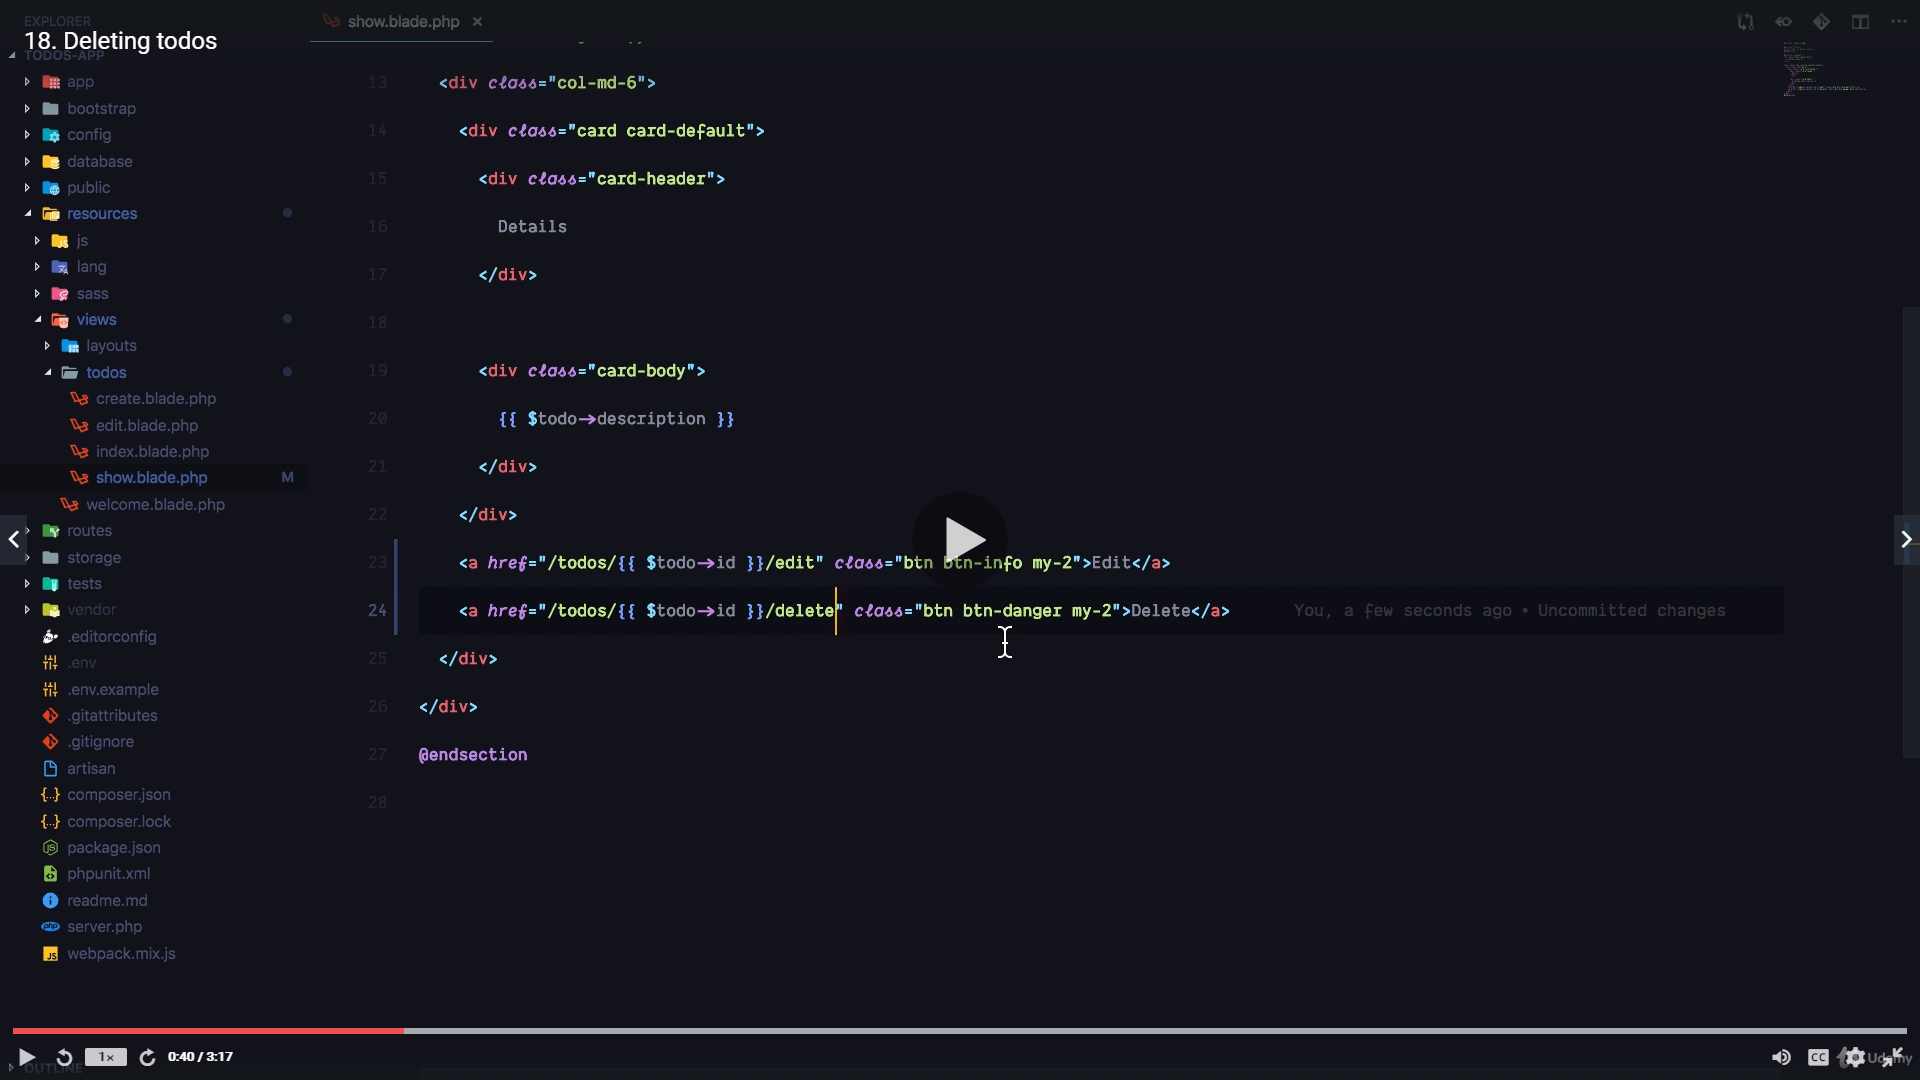 EXPLORER
18. Deleting todos
TODOS-APP
app
bootstrap
config
database
public
resources
js
lang
sass
views
layouts
todos
create.blade.php
edit.blade.php
index.blade.php
show.blade.php M
welcome.blade.php
routes
storage
tests
vendor
.editorconfig
.env
.env.example
.gitattributes
.gitignore
artisan
composer.json
composer.lock
package.json
phpunit.xml
readme.md
server.php
webpack.mix.js
OUTLINE
show.blade.php ×
13 <div class="col-md-6">
14 <div class="card card-default">
15 <div class="card-header">
16 Details
17 </div>
18
19 <div class="card-body">
20 {{ $todo->description }}
21 </div>
22 </div>
23 <a href="/todos/{{ $todo->id }}/edit" class="btn btn-info my-2">Edit</a>
24 <a href="/todos/{{ $todo->id }}/delete" class="btn btn-danger my-2">Delete</a> You, a few seconds ago • Uncommitted changes
25 </div>
26 </div>
27 @endsection
28
1×
0:40 / 3:17
CC
Udemy